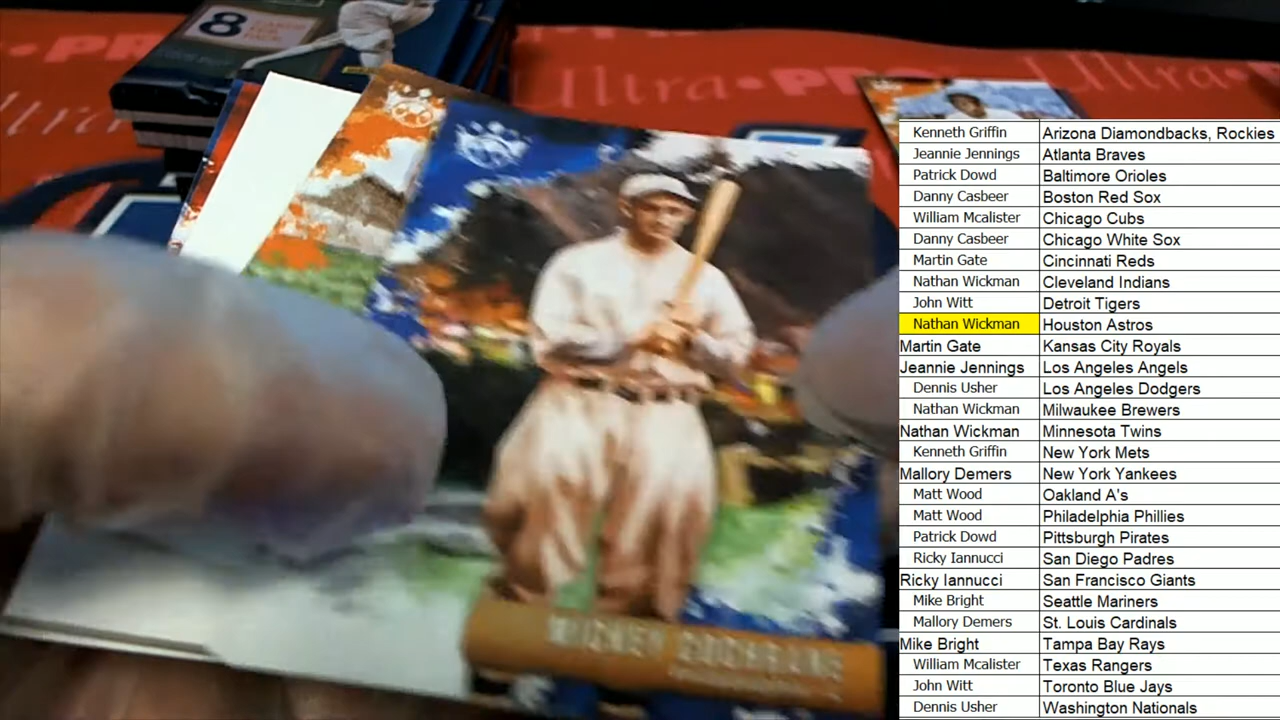 8
Ultra•PRO
Ultra•PR
MICKEY COCHRANE
Kenneth Griffin Arizona Diamondbacks, Rockies
Jeannie Jennings Atlanta Braves
Patrick Dowd Baltimore Orioles
Danny Casbeer Boston Red Sox
William Mcalister Chicago Cubs
Danny Casbeer Chicago White Sox
Martin Gate Cincinnati Reds
Nathan Wickman Cleveland Indians
John Witt Detroit Tigers
Nathan Wickman Houston Astros
Martin Gate Kansas City Royals
Jeannie Jennings Los Angeles Angels
Dennis Usher Los Angeles Dodgers
Nathan Wickman Milwaukee Brewers
Nathan Wickman Minnesota Twins
Kenneth Griffin New York Mets
Mallory Demers New York Yankees
Matt Wood Oakland A's
Matt Wood Philadelphia Phillies
Patrick Dowd Pittsburgh Pirates
Ricky Iannucci San Diego Padres
Ricky Iannucci San Francisco Giants
Mike Bright Seattle Mariners
Mallory Demers St. Louis Cardinals
Mike Bright Tampa Bay Rays
William Mcalister Texas Rangers
John Witt Toronto Blue Jays
Dennis Usher Washington Nationals